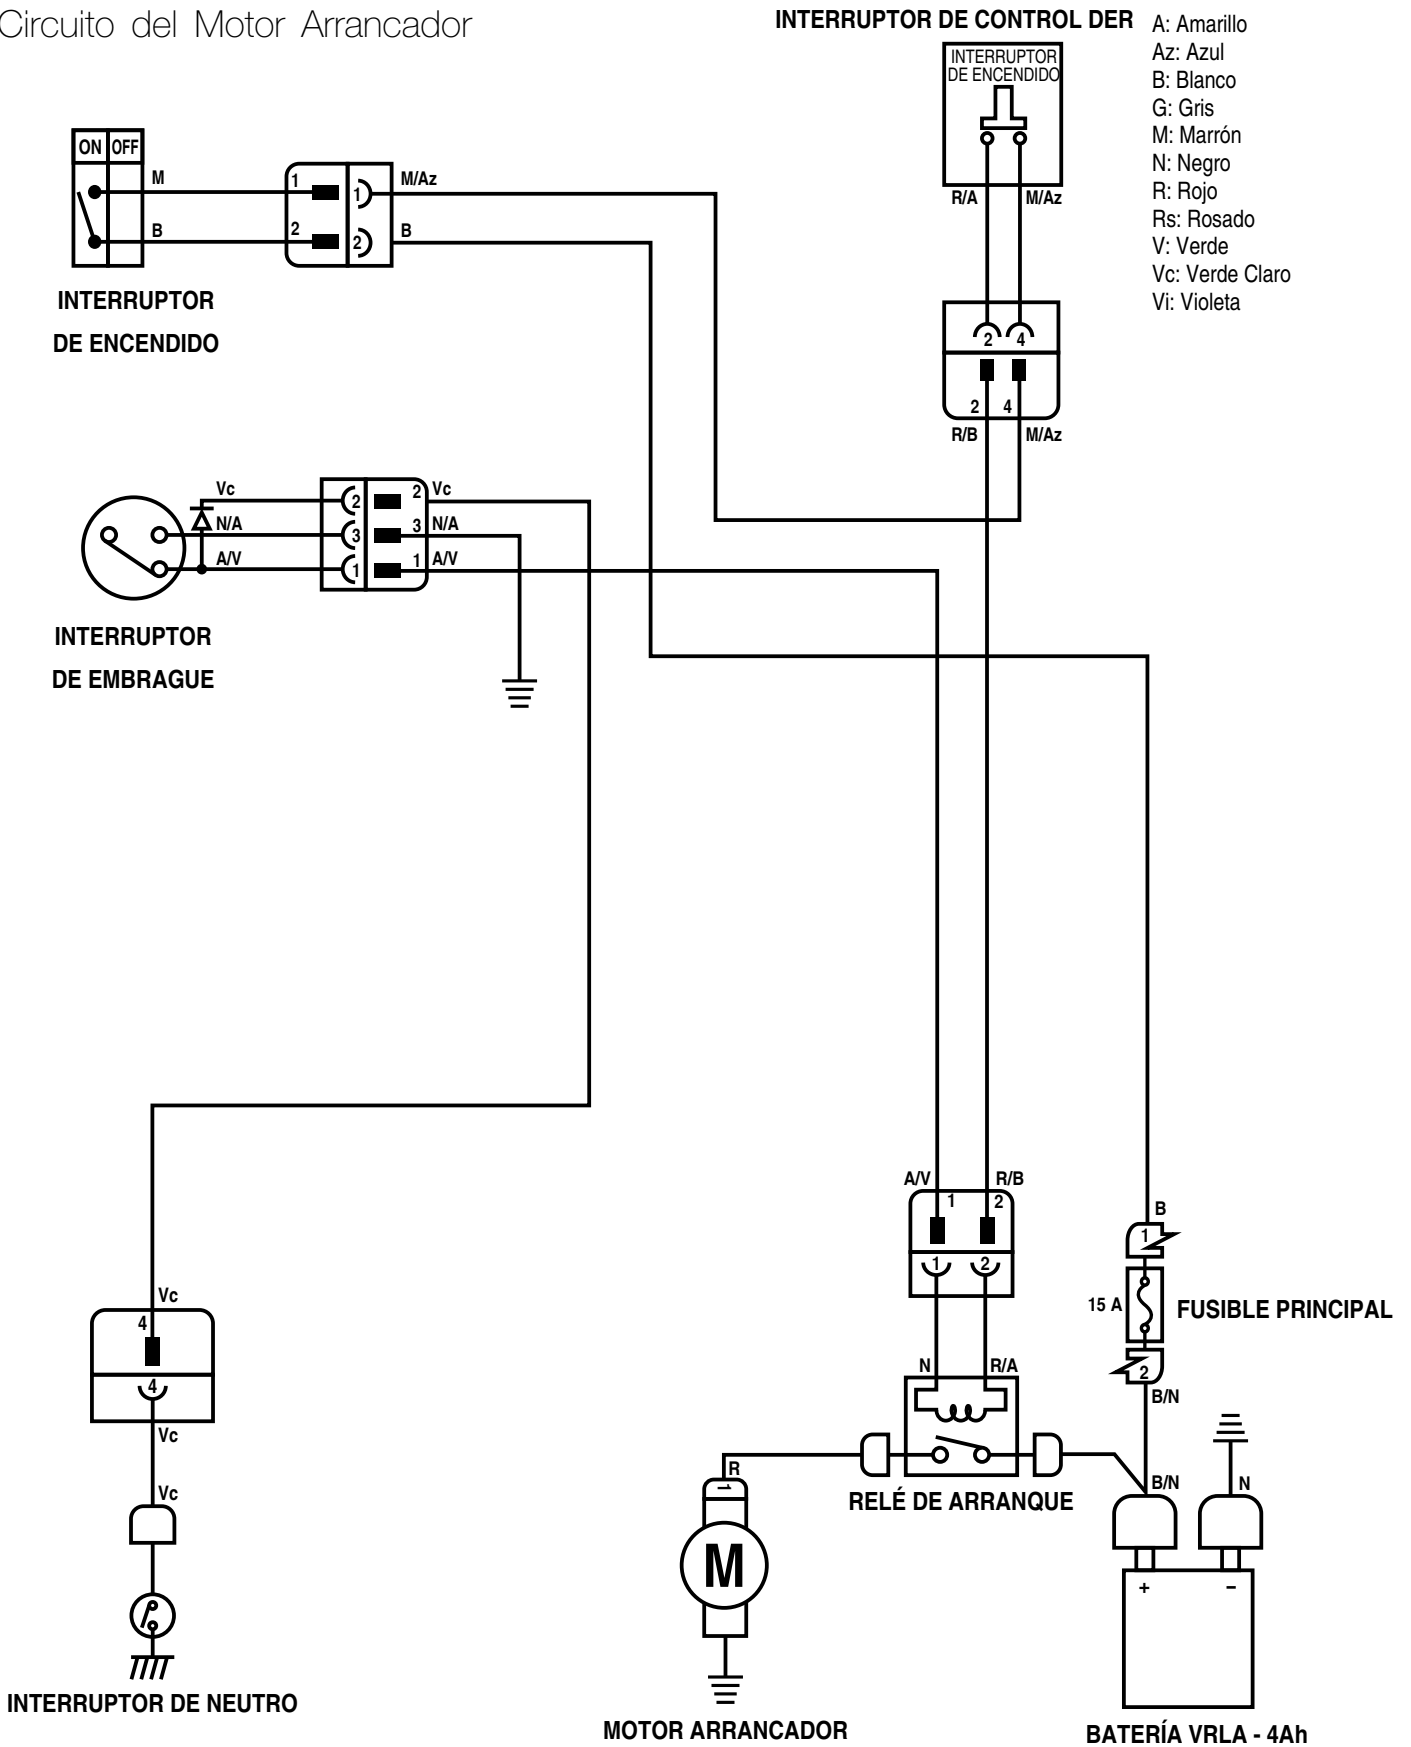 Circuito del Motor Arrancador
INTERRUPTOR DE CONTROL DER
A: Amarillo
Az: Azul
B: Blanco
G: Gris
M: Marrón
N: Negro
R: Rojo
Rs: Rosado
V: Verde
Vc: Verde Claro
Vi: Violeta
INTERRUPTOR
DE ENCENDIDO
R/A M/Az
2 4
2 4
R/B M/Az
ON OFF
M 1 1 M/Az
B 2 2 B
INTERRUPTOR
DE ENCENDIDO
Vc 2 2 Vc
N/A 3 3 N/A
A/V 1 1 A/V
INTERRUPTOR
DE EMBRAGUE
A/V R/B
1 2
1 2
N R/A
RELÉ DE ARRANQUE
B
1
15 A FUSIBLE PRINCIPAL
2
B/N
B/N N
+ −
BATERÍA VRLA - 4Ah
Vc
4
4
Vc
Vc
INTERRUPTOR DE NEUTRO
R
1
M
MOTOR ARRANCADOR